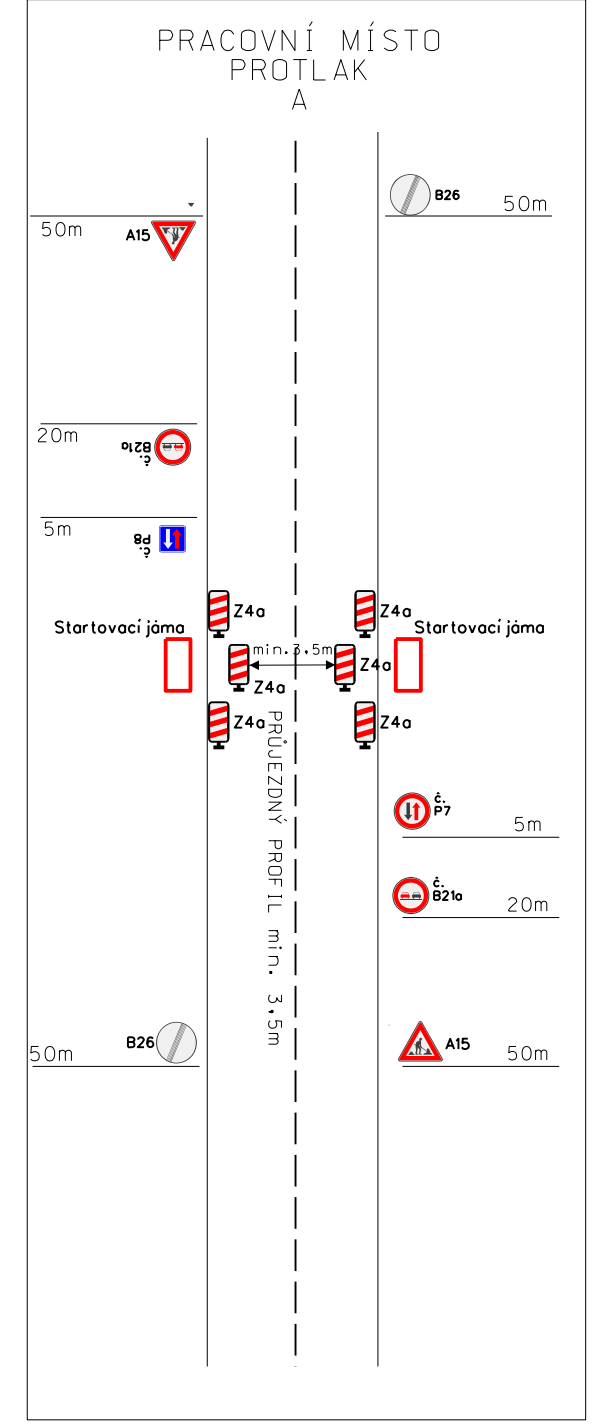 PRACOVNÍ MÍSTO
PROTLAK
A
B26
50m
50m
A15
20m
č.
B21a
5m
č.
P8
Z4a
Z4a
Startovací jáma
Startovací jáma
min.3,5m
Z4a
Z4a
Z4a
Z4a
PRŮJEZDNÝ PROFIL min. 3,5m
č.
P7
5m
č.
B21a
20m
B26
50m
A15
50m